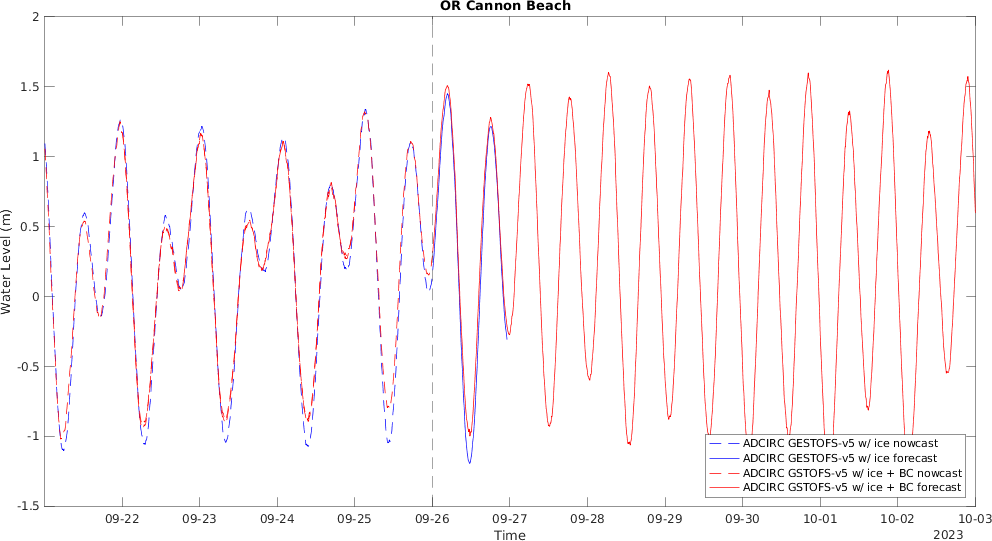 OR Cannon Beach
2
1.5
1
0.5
0
-0.5
-1
-1.5
Water Level (m)
ADCIRC GESTOFS-v5 w/ ice nowcast
ADCIRC GESTOFS-v5 w/ ice forecast
ADCIRC GSTOFS-v5 w/ ice + BC nowcast
ADCIRC GSTOFS-v5 w/ ice + BC forecast
09-22 09-23 09-24 09-25 09-26 09-27 09-28 09-29 09-30 10-01 10-02 10-03
Time
2023